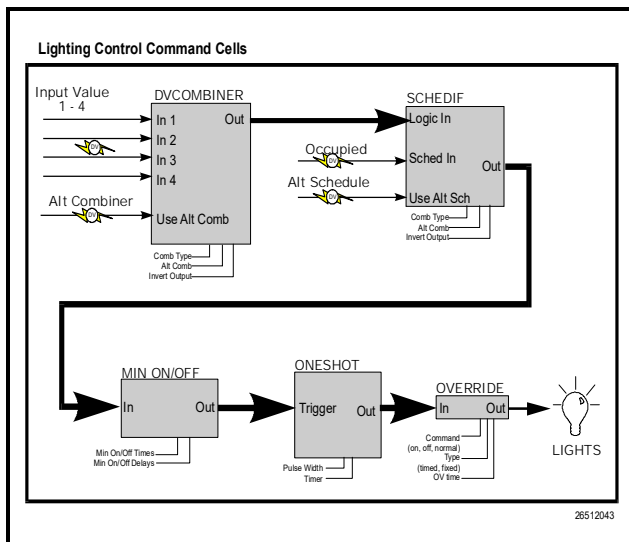 Lighting Control Command Cells
Input Value
1 - 4
DVCOMBINER
In 1
In 2
In 3
In 4
Out
Use Alt Comb
DV
Alt Combiner
DV
Comb Type
Alt Comb
Invert Output
SCHEDIF
Logic In
Sched In
Out
Use Alt Sch
Occupied
DV
Alt Schedule
DV
Comb Type
Alt Comb
Invert Output
MIN ON/OFF
In Out
Min On/Off Times
Min On/Off Delays
ONESHOT
Trigger Out
Pulse Width
Timer
OVERRIDE
In Out
Command
(on, off, normal)
Type
(timed, fixed)
OV time
LIGHTS
26512043